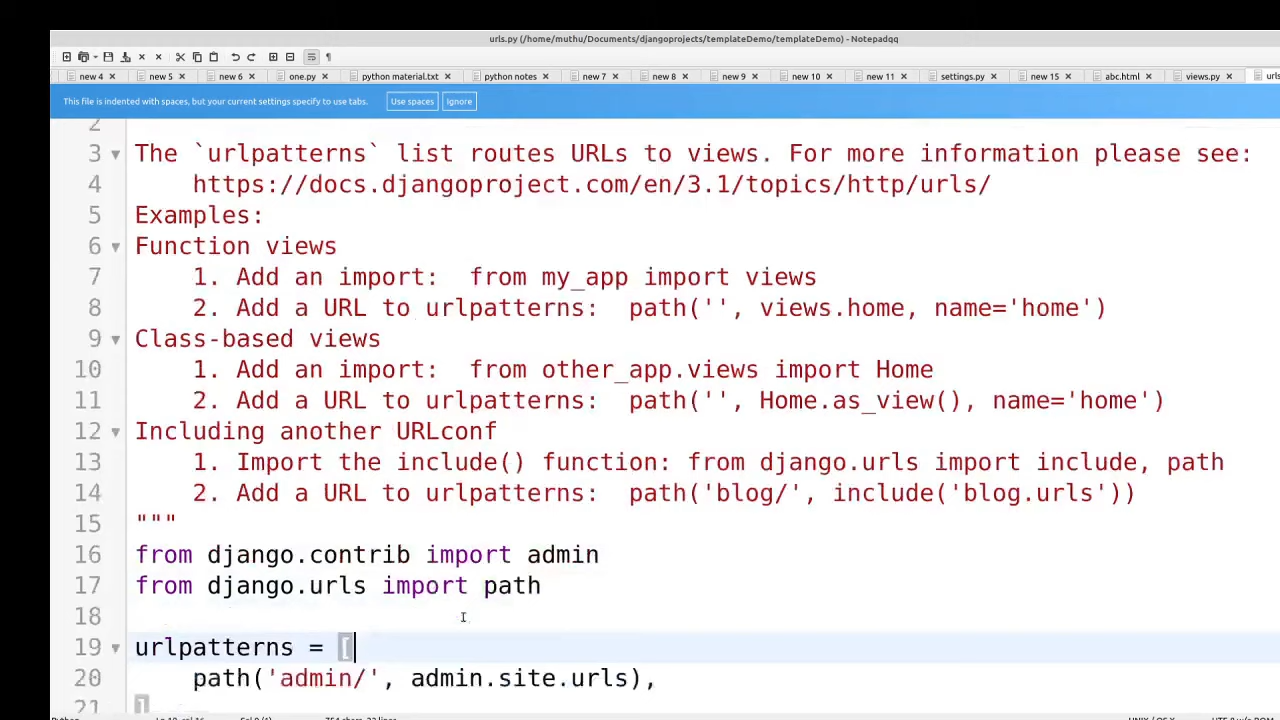 urls.py (/home/muthu/Documents/djangoprojects/templateDemo/templateDemo) - Notepadqq
new 4 new 5 new 6 one.py python material.txt python notes new 7 new 8 new 9 new 10 new 11 settings.py new 15 abc.html views.py urls
This file is indented with spaces, but your current settings specify to use tabs. Use spaces Ignore
2
3 The `urlpatterns` list routes URLs to views. For more information please see:
4 https://docs.djangoproject.com/en/3.1/topics/http/urls/
5 Examples:
6 Function views
7 1. Add an import:  from my_app import views
8 2. Add a URL to urlpatterns:  path('', views.home, name='home')
9 Class-based views
10 1. Add an import:  from other_app.views import Home
11 2. Add a URL to urlpatterns:  path('', Home.as_view(), name='home')
12 Including another URLconf
13 1. Import the include() function: from django.urls import include, path
14 2. Add a URL to urlpatterns:  path('blog/', include('blog.urls'))
15 """
16 from django.contrib import admin
17 from django.urls import path
18
19 urlpatterns = [
20 path('admin/', admin.site.urls),
21 ]